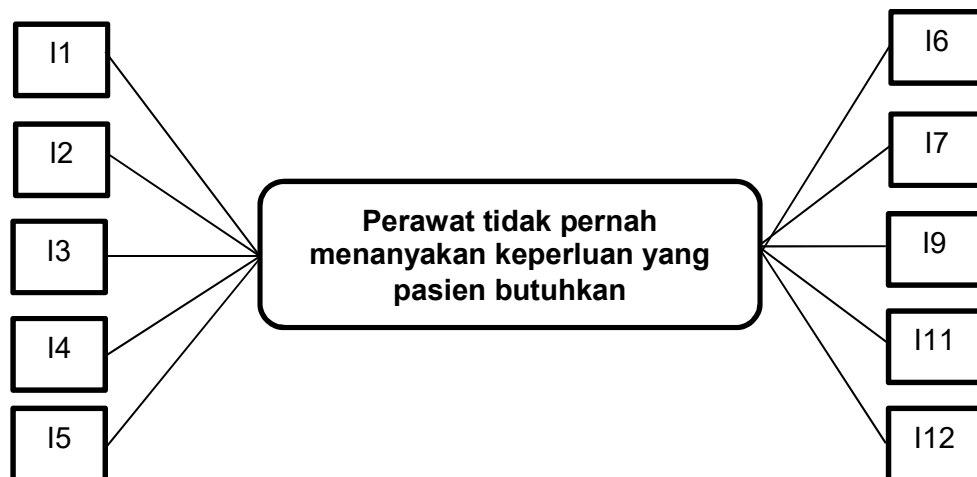 I1
I2
I3
I4
I5
Perawat tidak pernah
menanyakan keperluan yang
pasien butuhkan
I6
I7
I9
I11
I12